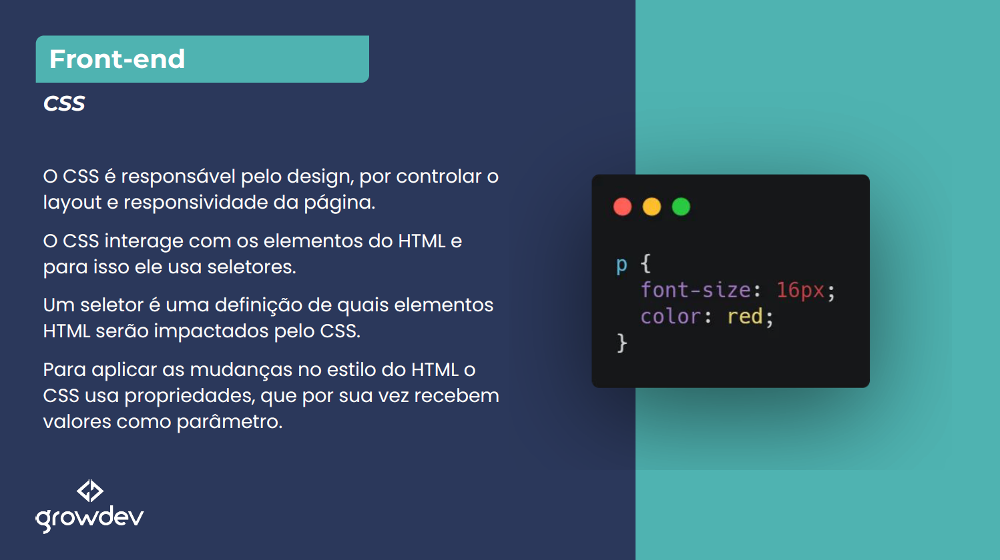 Front-end
CSS
O CSS é responsável pelo design, por controlar o
layout e responsividade da página.
O CSS interage com os elementos do HTML e
para isso ele usa seletores.
Um seletor é uma definição de quais elementos
HTML serão impactados pelo CSS.
Para aplicar as mudanças no estilo do HTML o
CSS usa propriedades, que por sua vez recebem
valores como parâmetro.
p {
  font-size: 16px;
  color: red;
}
growdev